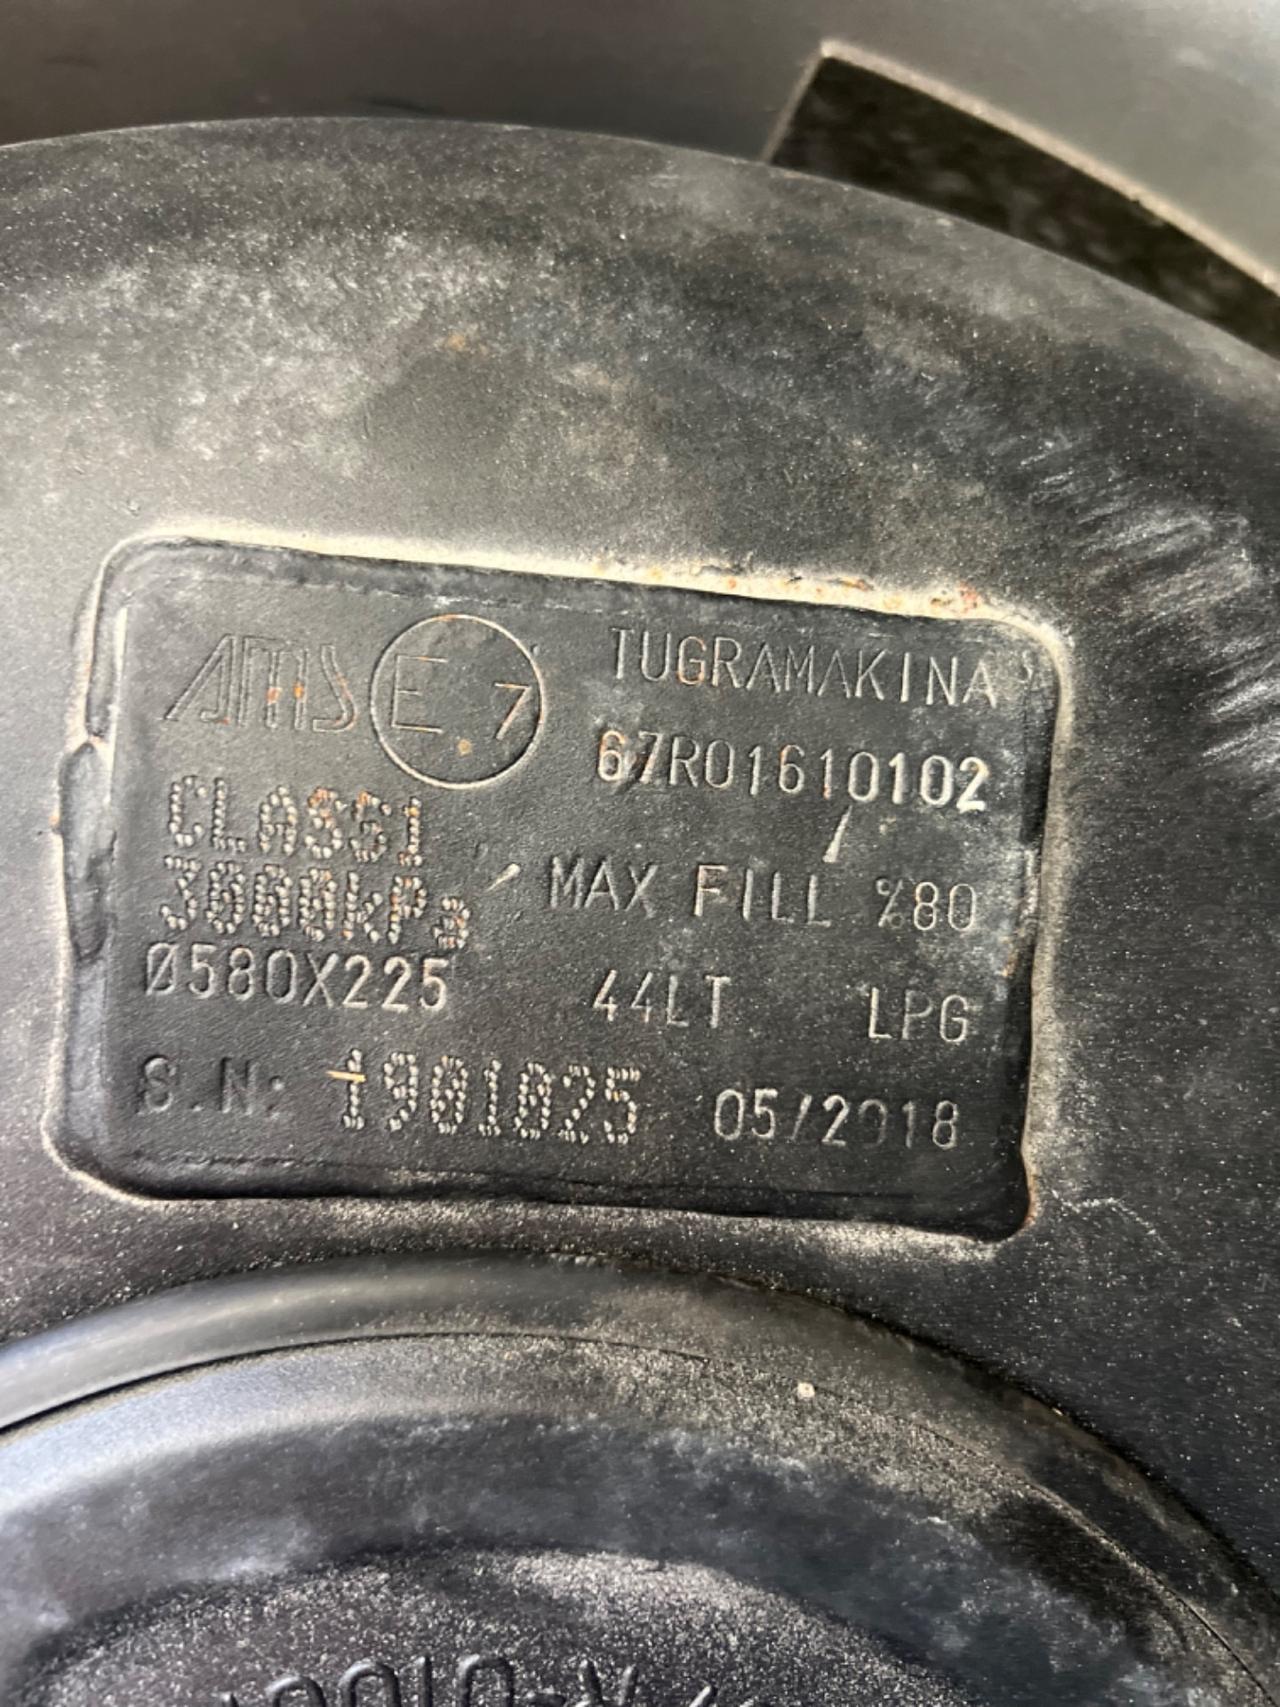 AMS E 7 TUGRAMAKINA
67R01610102
CLASS1
3000kPa MAX FILL %80
Ø580X225 44LT LPG
S.N: 1901025 05/2018